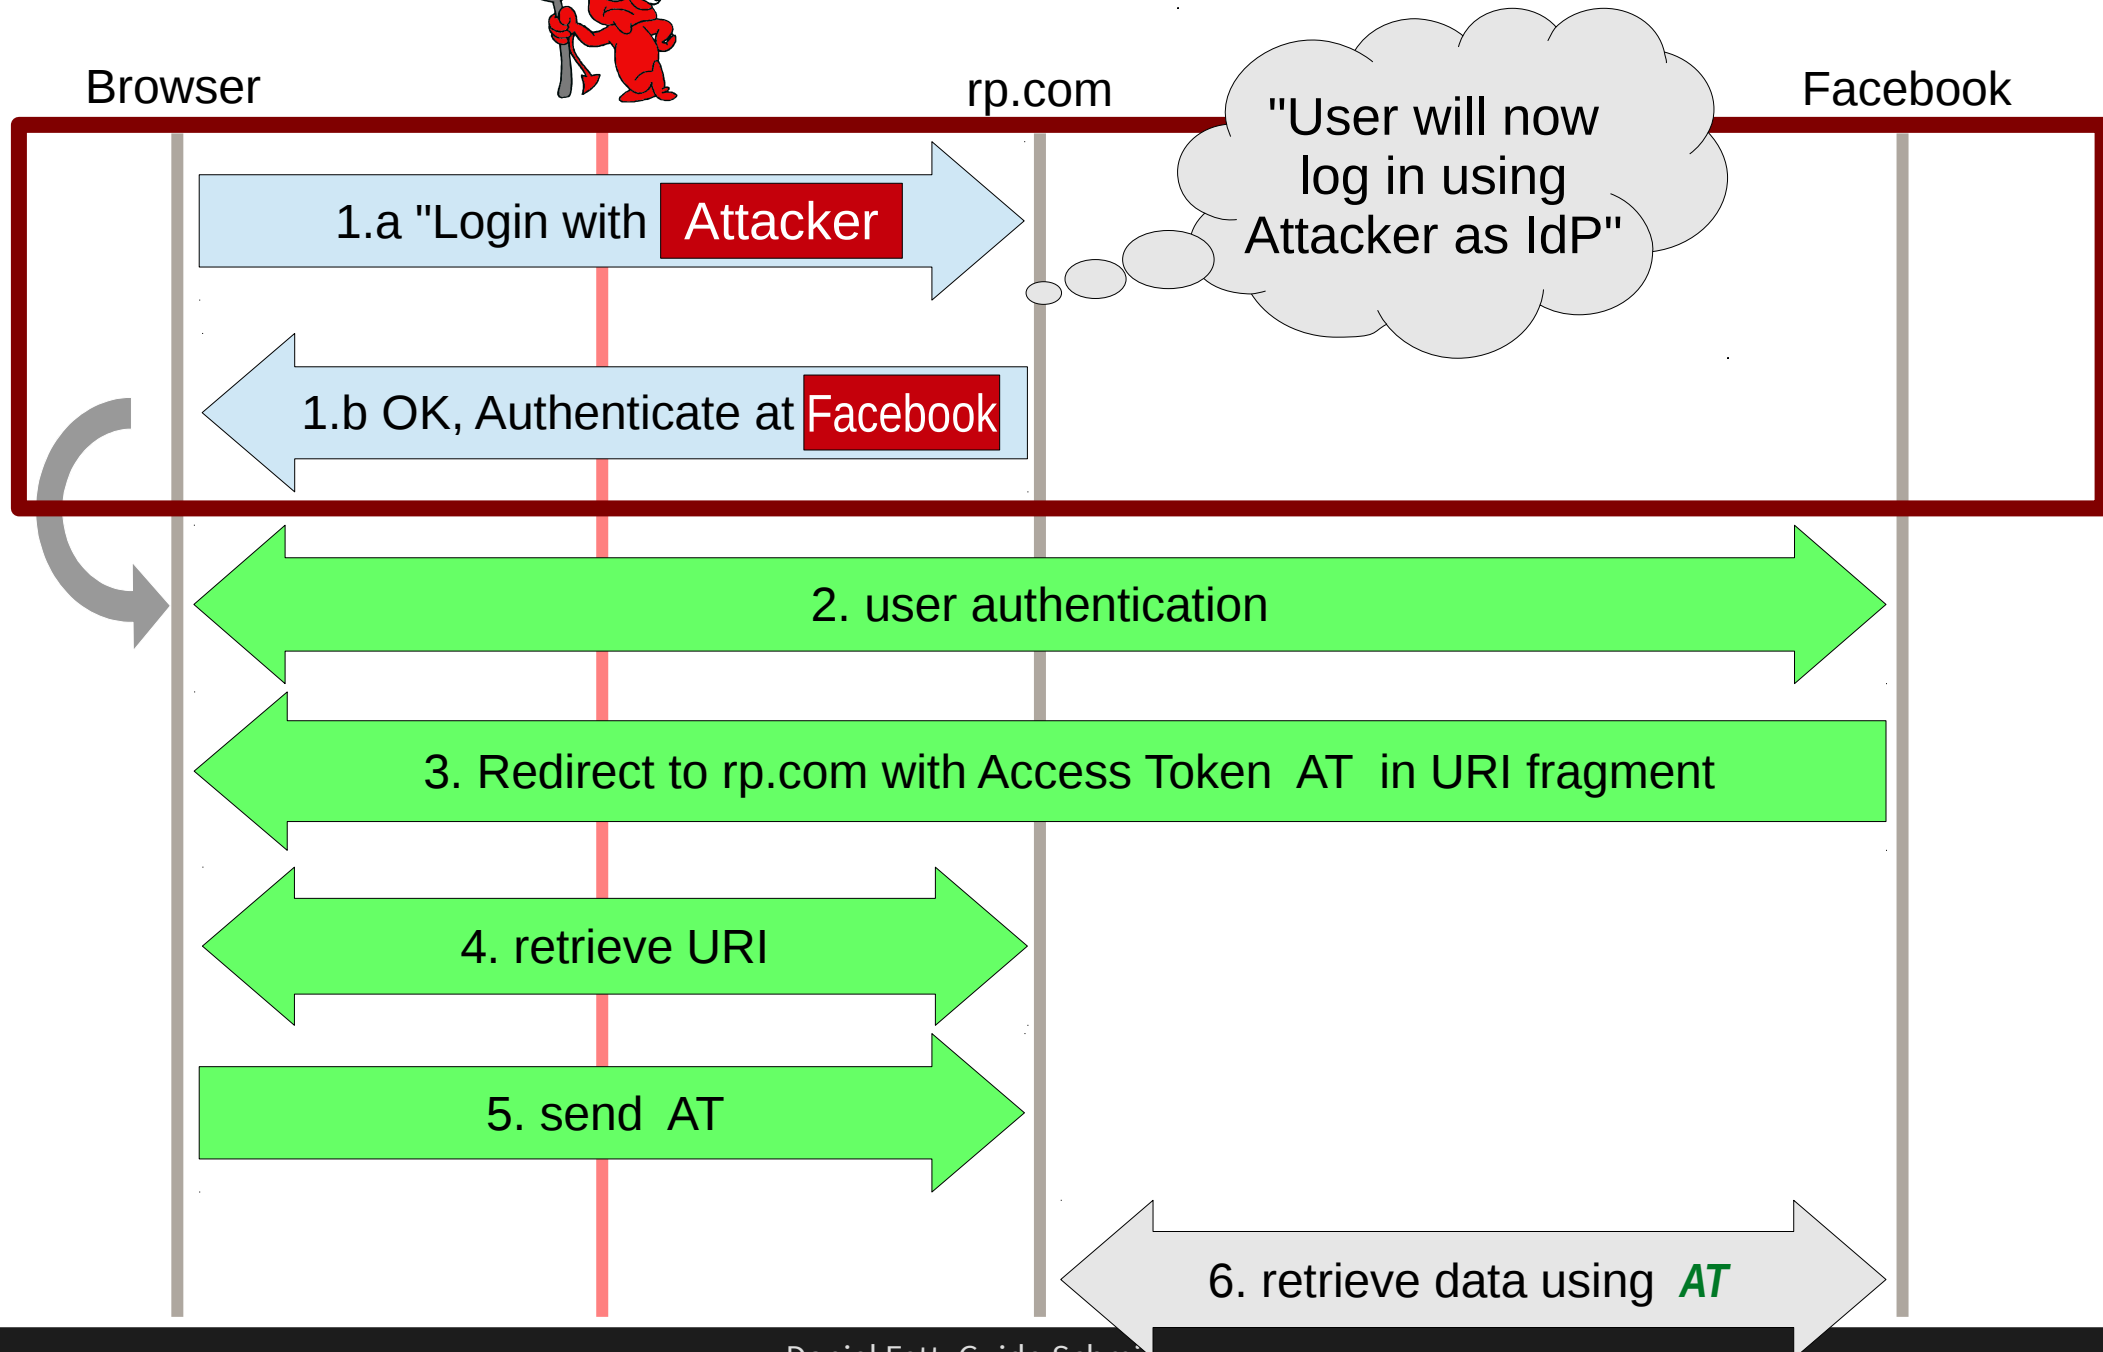 Browser
rp.com
Facebook
"User will now
log in using
Attacker as IdP"
1.a "Login with Attacker
1.b OK, Authenticate at Facebook
2. user authentication
3. Redirect to rp.com with Access Token AT in URI fragment
4. retrieve URI
5. send AT
6. retrieve data using AT